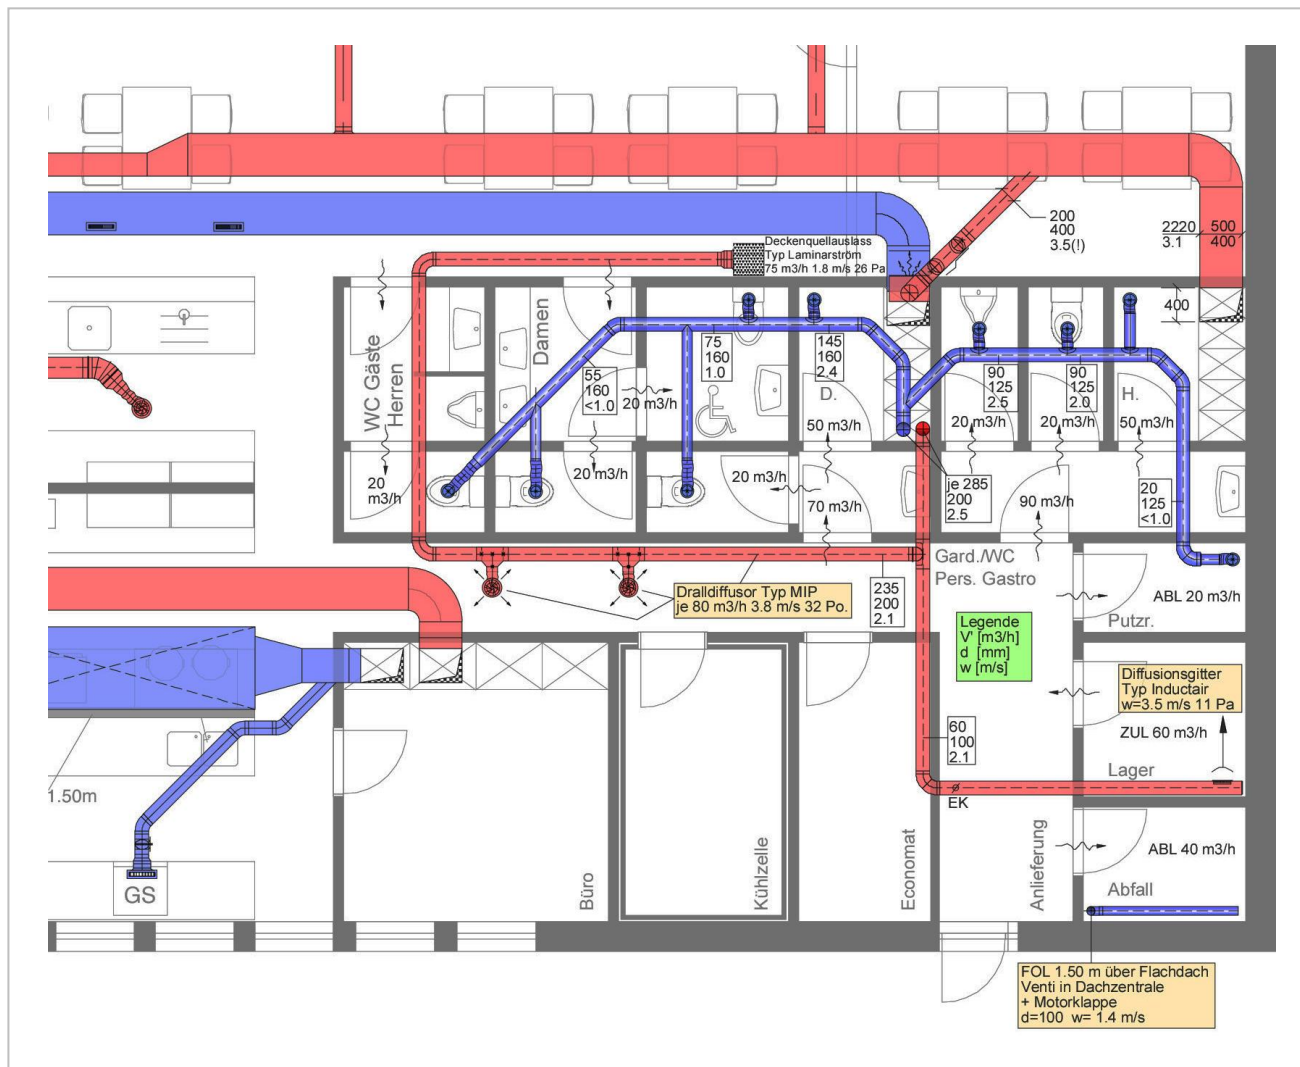 200
400
3.5(!)
2220 500
3.1 400
400
Deckenquellauslass
Typ Laminarström
75 m3/h 1.8 m/s 26 Pa
WC Gäste
Herren
Damen
55
160
<1.0
75
160
1.0
145
160
2.4
90
125
2.5
90
125
2.0
D.
H.
20 m3/h
50 m3/h
20 m3/h
20 m3/h
50 m3/h
20
m3/h
20 m3/h
20 m3/h
70 m3/h
je 285
200
2.5
90 m3/h
20
125
<1.0
Gard./WC
Pers. Gastro
Dralldiffusor Typ MIP
je 80 m3/h 3.8 m/s 32 Po.
235
200
2.1
ABL 20 m3/h
Putzr.
Legende
V' [m3/h]
d [mm]
w [m/s]
Diffusionsgitter
Typ Inductair
w=3.5 m/s 11 Pa
60
100
2.1
ZUL 60 m3/h
Lager
EK
1.50m
GS
Büro
Kühlzelle
Economat
Anlieferung
ABL 40 m3/h
Abfall
FOL 1.50 m über Flachdach
Venti in Dachzentrale
+ Motorklappe
d=100 w= 1.4 m/s